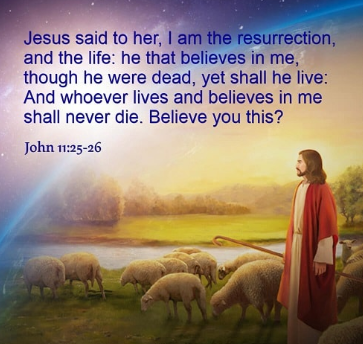 Jesus said to her, I am the resurrection,
and the life: he that believes in me,
though he were dead, yet shall he live:
And whoever lives and believes in me
shall never die. Believe you this?
John 11:25-26